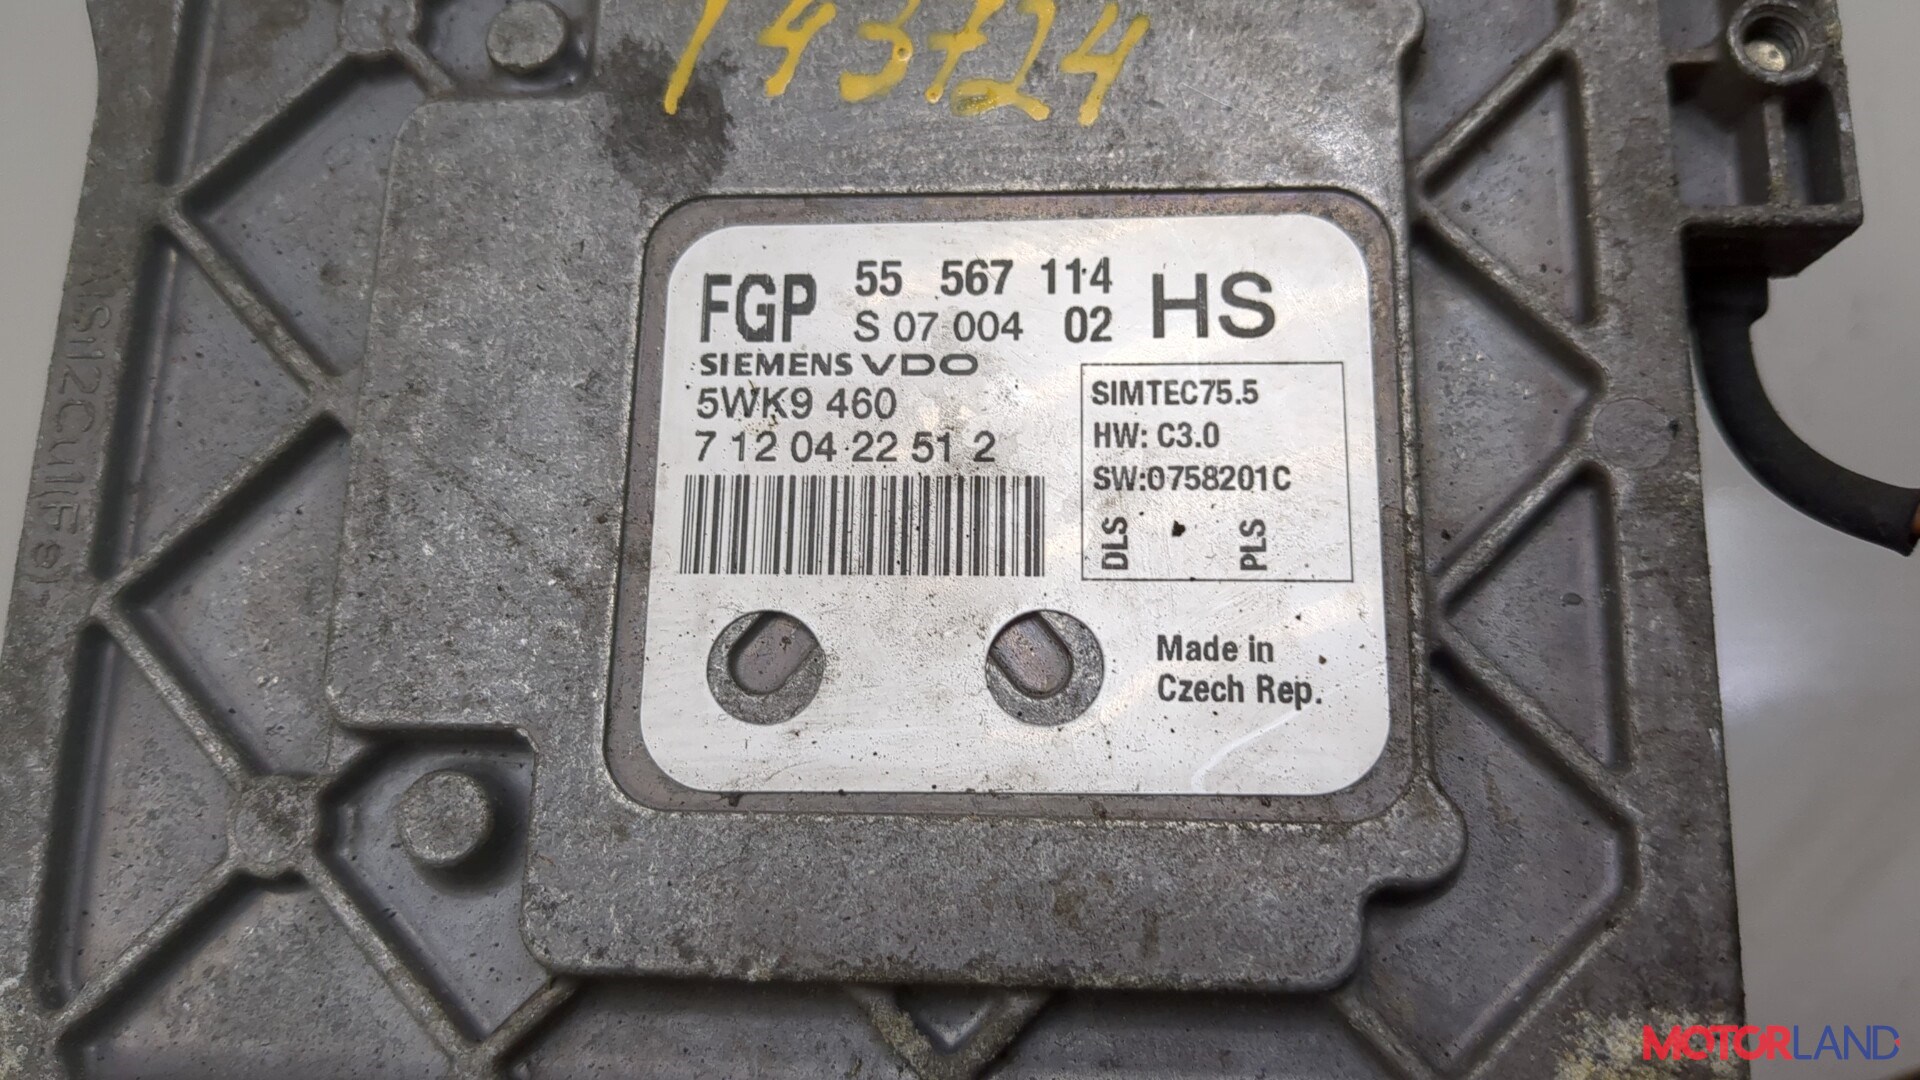 143724
FGP 55 567 114 HS
S 07 004 02
SIEMENS VDO
5WK9 460
7 12 04 22 51 2
SIMTEC75.5
HW: C3.0
SW:0758201C
DLS PLS
Made in
Czech Rep.
MOTORLAND